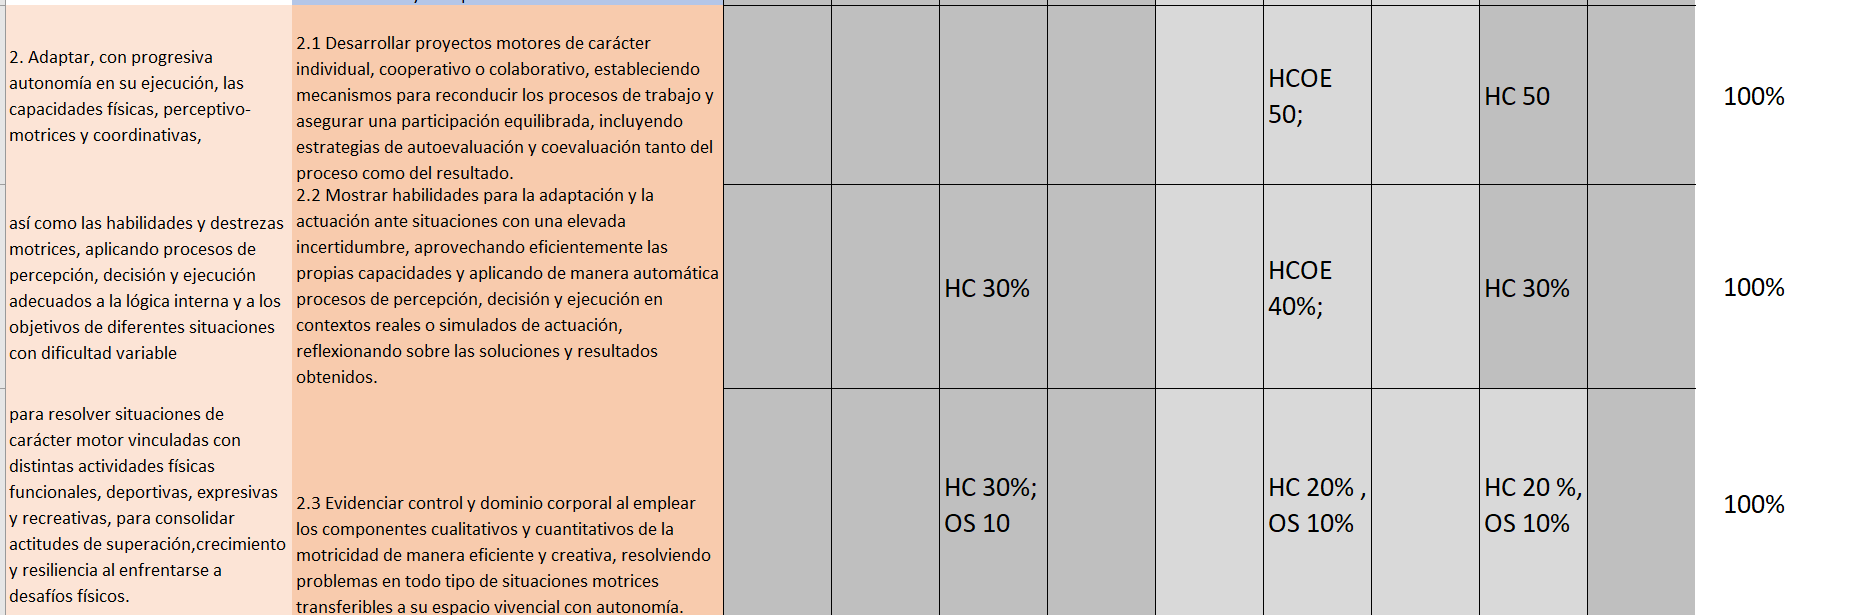 2. Adaptar, con progresiva
autonomía en su ejecución, las
capacidades físicas, perceptivo-
motrices y coordinativas,
2.1 Desarrollar proyectos motores de carácter
individual, cooperativo o colaborativo, estableciendo
mecanismos para reconducir los procesos de trabajo y
asegurar una participación equilibrada, incluyendo
estrategias de autoevaluación y coevaluación tanto del
proceso como del resultado.
HCOE
50;
HC 50
100%
así como las habilidades y destrezas
motrices, aplicando procesos de
percepción, decisión y ejecución
adecuados a la lógica interna y a los
objetivos de diferentes situaciones
con dificultad variable
2.2 Mostrar habilidades para la adaptación y la
actuación ante situaciones con una elevada
incertidumbre, aprovechando eficientemente las
propias capacidades y aplicando de manera automática
procesos de percepción, decisión y ejecución en
contextos reales o simulados de actuación,
reflexionando sobre las soluciones y resultados
obtenidos.
HC 30%
HCOE
40%;
HC 30%
100%
para resolver situaciones de
carácter motor vinculadas con
distintas actividades físicas
funcionales, deportivas, expresivas
y recreativas, para consolidar
actitudes de superación,crecimiento
y resiliencia al enfrentarse a
desafíos físicos.
2.3 Evidenciar control y dominio corporal al emplear
los componentes cualitativos y cuantitativos de la
motricidad de manera eficiente y creativa, resolviendo
problemas en todo tipo de situaciones motrices
transferibles a su espacio vivencial con autonomía.
HC 30%;
OS 10
HC 20% ,
OS 10%
HC 20 %,
OS 10%
100%